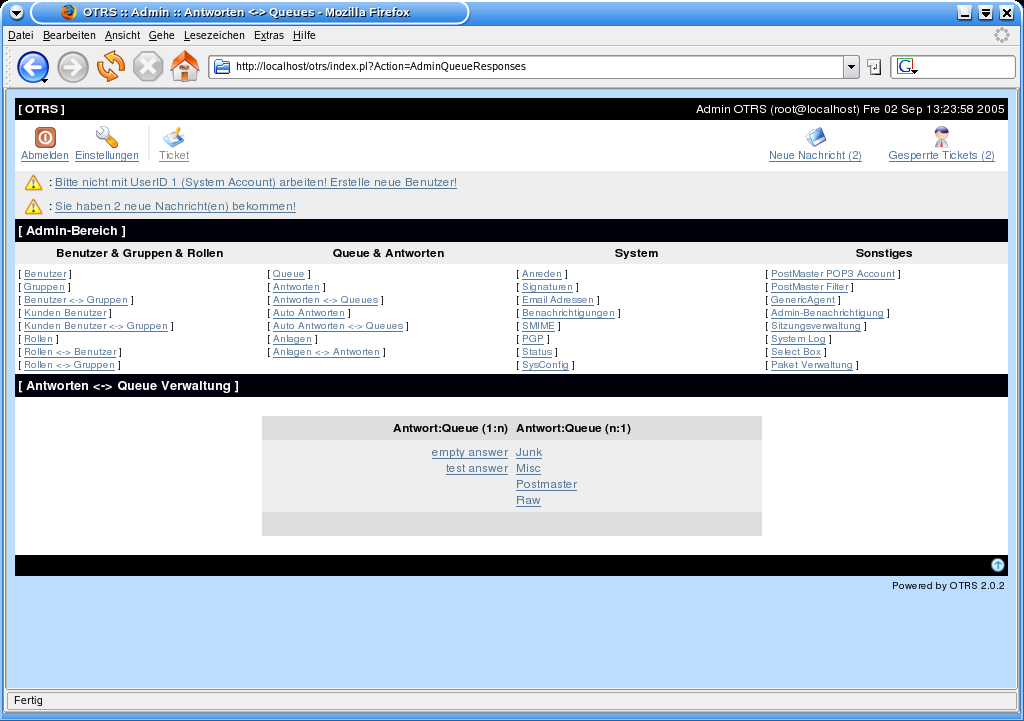 OTRS :: Admin :: Antworten <-> Queues - Mozilla Firefox
Datei Bearbeiten Ansicht Gehe Lesezeichen Extras Hilfe
http://localhost/otrs/index.pl?Action=AdminQueueResponses
G
[ OTRS ] Admin OTRS (root@localhost) Fre 02 Sep 13:23:58 2005
Abmelden Einstellungen Ticket Neue Nachricht (2) Gesperrte Tickets (2)
: Bitte nicht mit UserID 1 (System Account) arbeiten! Erstelle neue Benutzer!
: Sie haben 2 neue Nachricht(en) bekommen!
[ Admin-Bereich ]
Benutzer & Gruppen & Rollen Queue & Antworten System Sonstiges
[ Benutzer ] [ Queue ] [ Anreden ] [ PostMaster POP3 Account ]
[ Gruppen ] [ Antworten ] [ Signaturen ] [ PostMaster Filter ]
[ Benutzer <-> Gruppen ] [ Antworten <-> Queues ] [ Email Adressen ] [ GenericAgent ]
[ Kunden Benutzer ] [ Auto Antworten ] [ Benachrichtigungen ] [ Admin-Benachrichtigung ]
[ Kunden Benutzer <-> Gruppen ] [ Auto Antworten <-> Queues ] [ SMIME ] [ Sitzungsverwaltung ]
[ Rollen ] [ Anlagen ] [ PGP ] [ System Log ]
[ Rollen <-> Benutzer ] [ Anlagen <-> Antworten ] [ Status ] [ Select Box ]
[ Rollen <-> Gruppen ] [ SysConfig ] [ Paket Verwaltung ]
[ Antworten <-> Queue Verwaltung ]
Antwort:Queue (1:n) Antwort:Queue (n:1)
empty answer Junk
test answer Misc
Postmaster
Raw
Powered by OTRS 2.0.2
Fertig